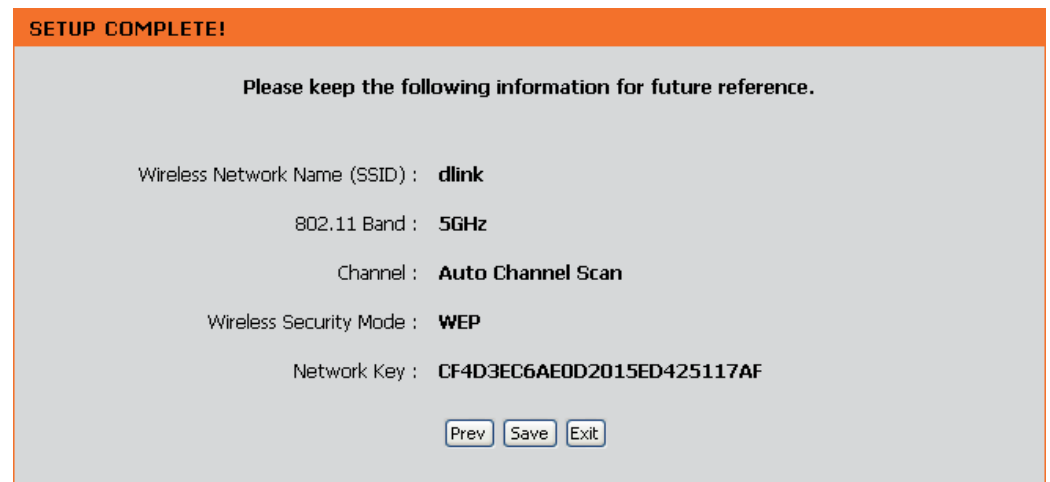 SETUP COMPLETE!
Please keep the following information for future reference.
Wireless Network Name (SSID) : dlink
802.11 Band : 5GHz
Channel : Auto Channel Scan
Wireless Security Mode : WEP
Network Key : CF4D3EC6AE0D2015ED425117AF
Prev Save Exit